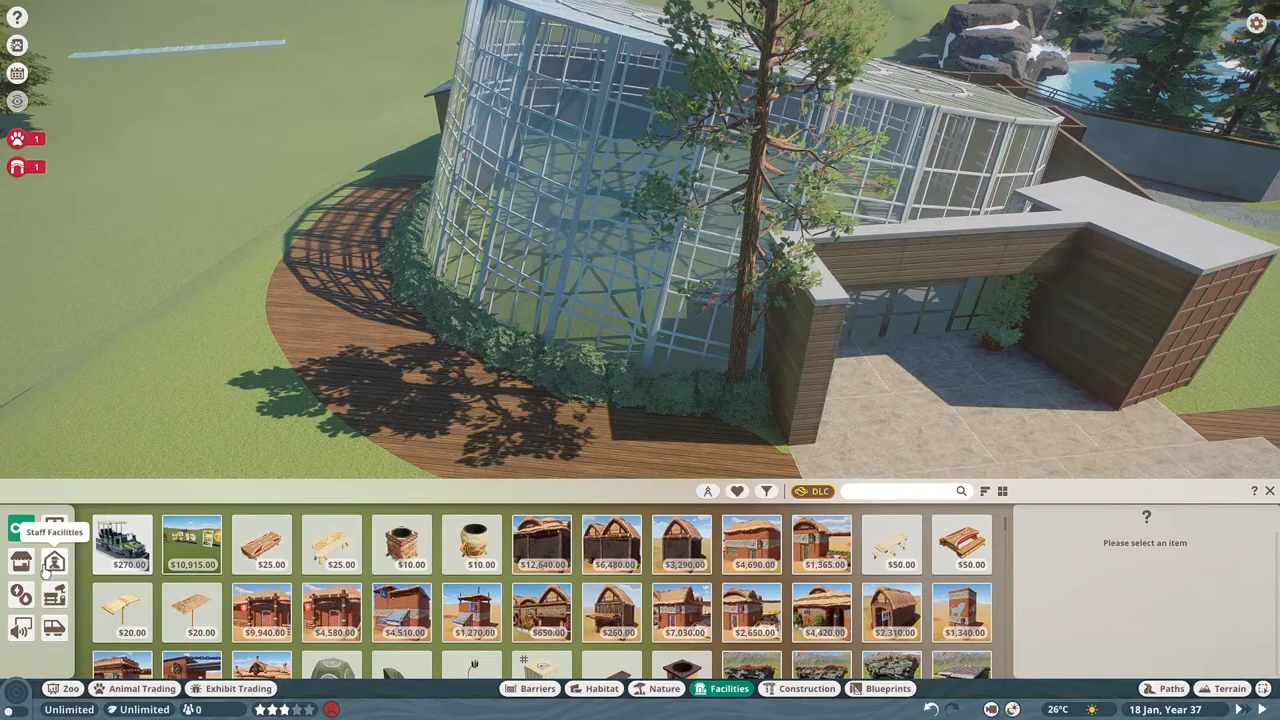 ?
1
1
DLC
? ×
Staff Facilities
$270.00
$10,915.00
$25.00
$25.00
$10.00
$10.00
$12,640.00
$6,480.00
$3,290.00
$4,690.00
$1,365.00
$50.00
$50.00
?
Please select an item
$20.00
$20.00
$9,940.00
$4,580.00
$4,510.00
$1,270.00
$650.00
$260.00
$7,030.00
$2,650.00
$4,420.00
$2,310.00
$1,340.00
Zoo
Animal Trading
Exhibit Trading
Barriers
Habitat
Nature
Facilities
Construction
Blueprints
Paths
Terrain
Unlimited
Unlimited
0
26°C
18 Jan, Year 37